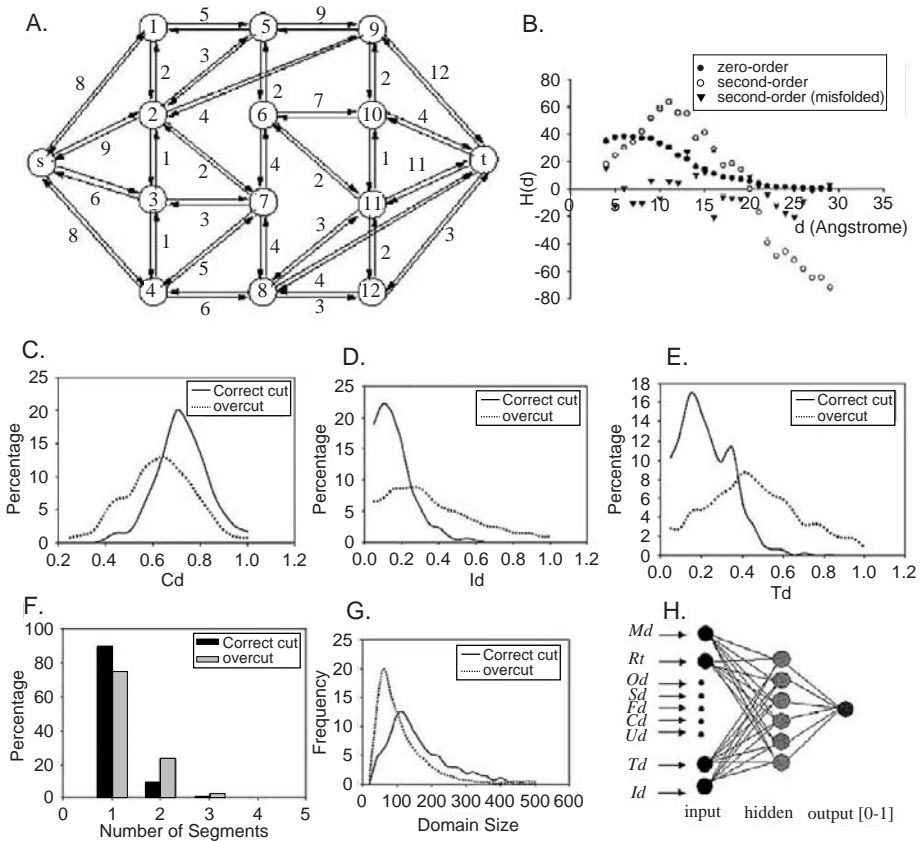 A.
1
5
5
9
9
8
2
3
2
2
12
2
4
6
7
10
4
s
9
1
4
1
11
t
6
2
2
3
3
7
11
8
1
5
4
3
2
3
4
6
8
4
3
12
B.
zero-order
second-order
second-order (misfolded)
H(d)
80
60
40
20
0
-20
-40
-60
-80
0
5
10
15
20
25
30
35
d (Angstrome)
C.
Correct cut
overcut
Percentage
25
20
15
10
5
0
0.2 0.4 0.6 0.8 1.0 1.2
Cd
D.
Correct cut
overcut
Percentage
25
20
15
10
5
0
0.0 0.2 0.4 0.6 0.8 1.0 1.2
Id
E.
Correct cut
overcut
Percentage
18
16
14
12
10
8
6
4
2
0
0.0 0.2 0.4 0.6 0.8 1.0 1.2
Td
F.
Correct cut
overcut
Percentage
100
80
60
40
20
0
0 1 2 3 4 5
Number of Segments
G.
Correct cut
overcut
Frequency
25
20
15
10
5
0
0 100 200 300 400 500 600
Domain Size
H.
Md
Rt
Od
Sd
Fd
Cd
Ud
Td
Id
input hidden output [0-1]